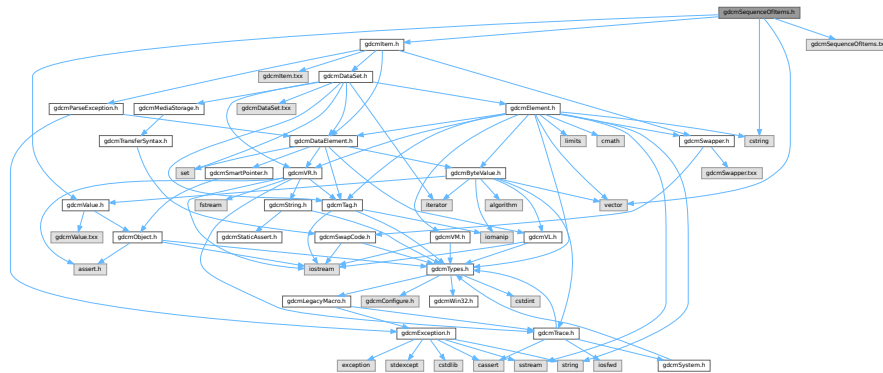 gdcmSequenceOfItems.h
gdcmItem.h
gdcmSequenceOfItems.txx
gdcmItem.txx
gdcmDataSet.h
gdcmParseException.h
gdcmMediaStorage.h
gdcmDataSet.txx
gdcmElement.h
gdcmTransferSyntax.h
gdcmDataElement.h
limits
cmath
gdcmSwapper.h
cstring
set
gdcmSmartPointer.h
gdcmVR.h
gdcmByteValue.h
gdcmSwapper.txx
gdcmValue.h
fstream
gdcmString.h
gdcmTag.h
iterator
algorithm
vector
gdcmValue.txx
gdcmObject.h
gdcmStaticAssert.h
gdcmSwapCode.h
gdcmVM.h
iomanip
gdcmVL.h
assert.h
iostream
gdcmTypes.h
gdcmLegacyMacro.h
gdcmConfigure.h
gdcmWin32.h
cstdint
gdcmException.h
gdcmTrace.h
exception
stdexcept
cstdlib
cassert
sstream
string
iosfwd
gdcmSystem.h